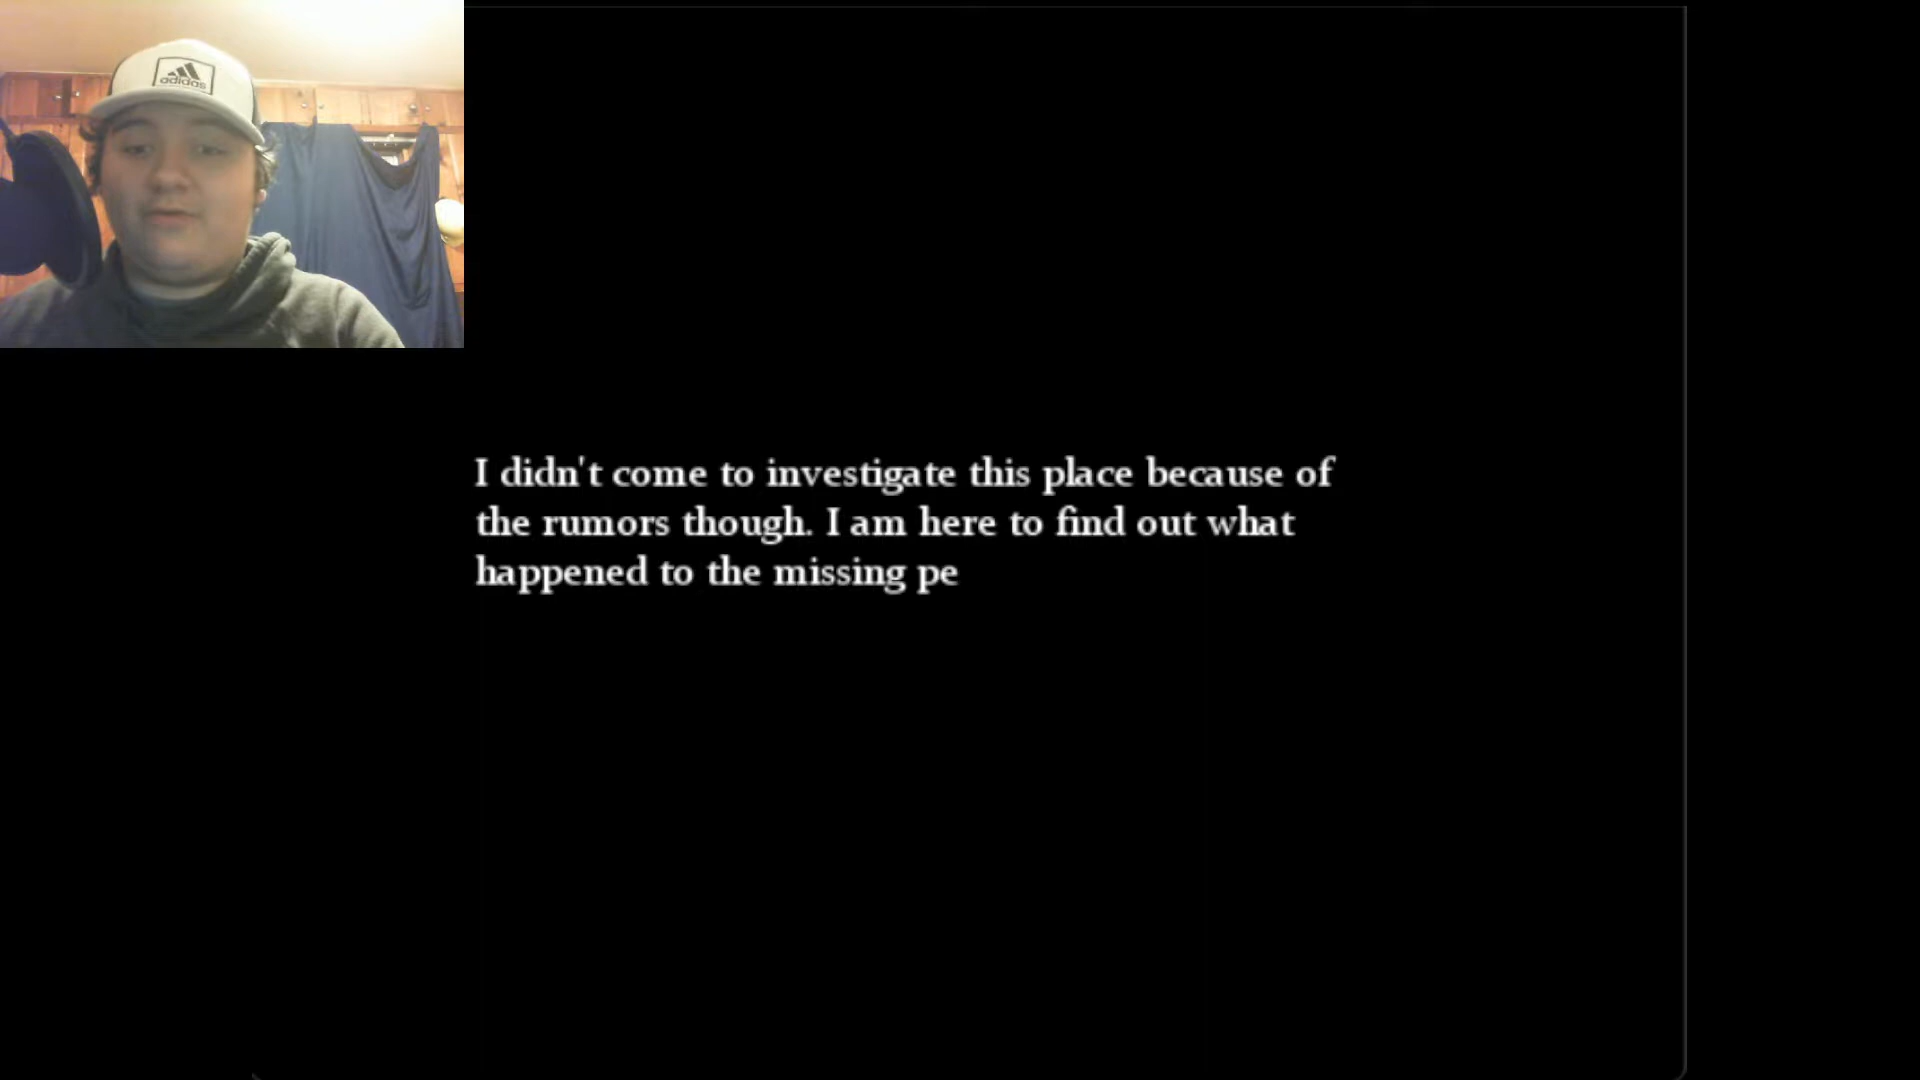 adidas
I didn't come to investigate this place because of
the rumors though. I am here to find out what
happened to the missing pe